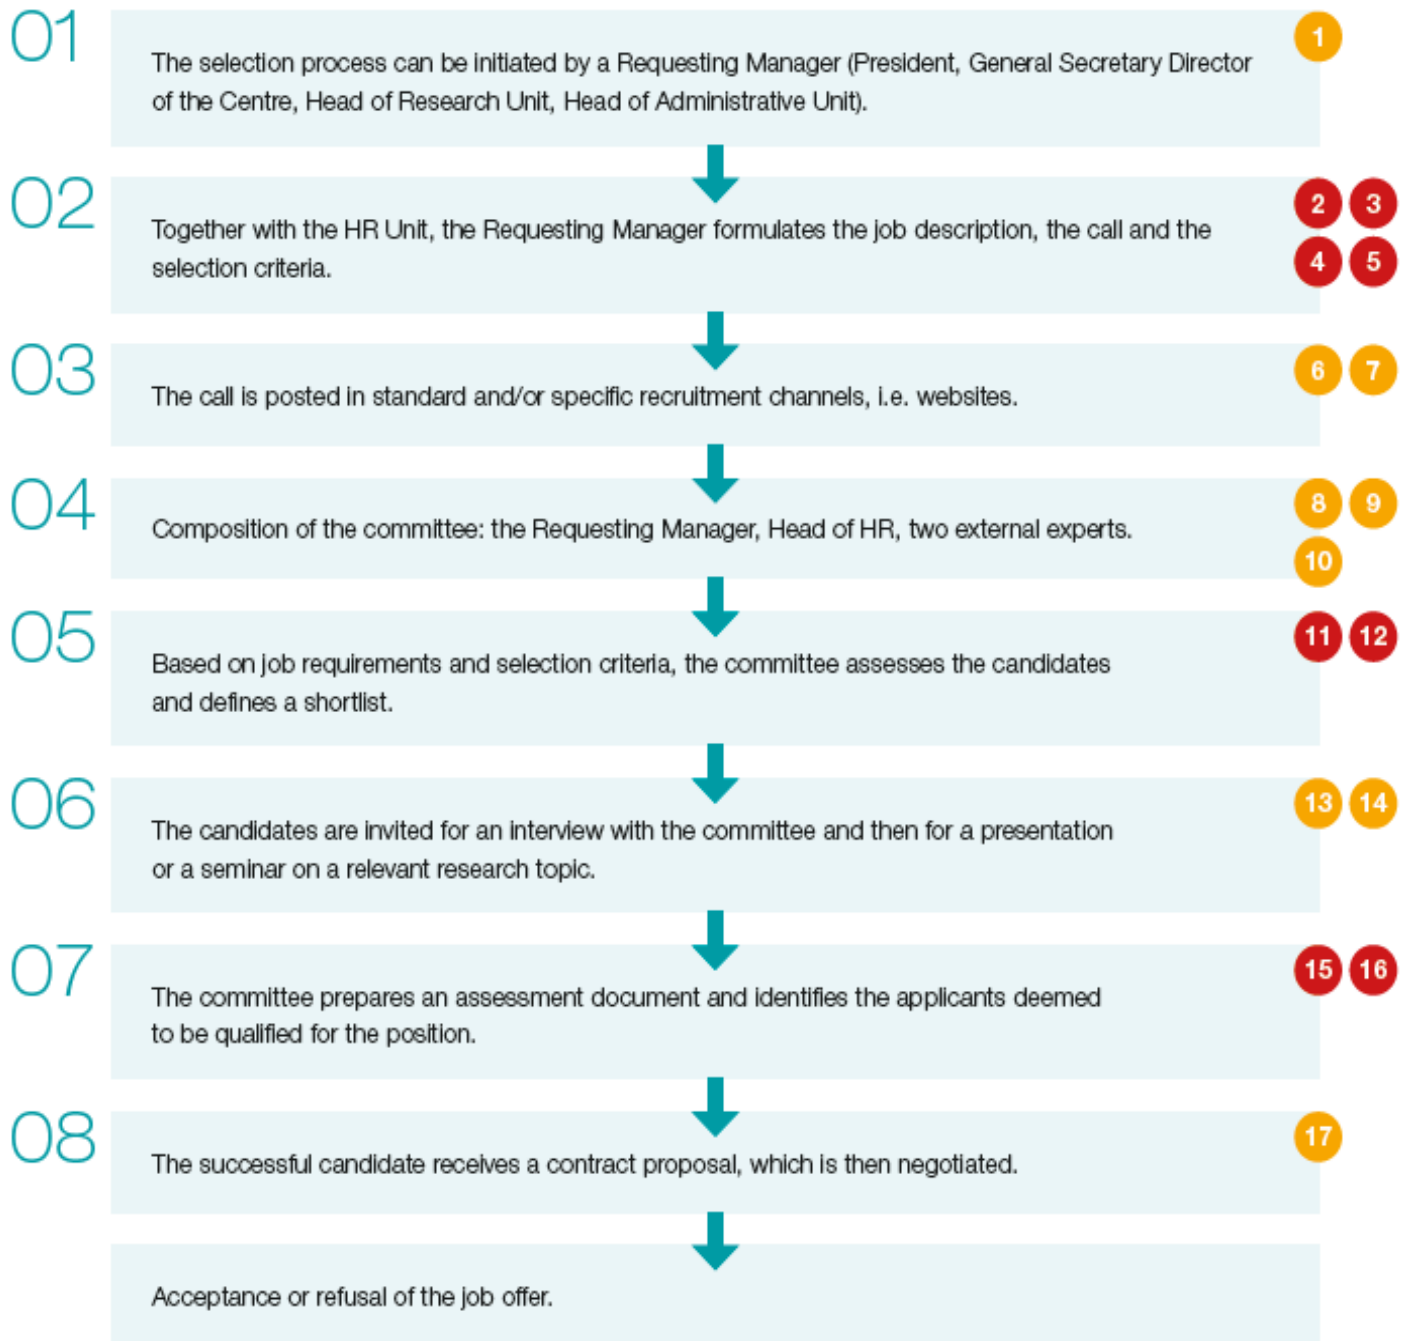 01
1
The selection process can be initiated by a Requesting Manager (President, General Secretary Director
of the Centre, Head of Research Unit, Head of Administrative Unit).
02
2 3
Together with the HR Unit, the Requesting Manager formulates the job description, the call and the
selection criteria.
4 5
03
6 7
The call is posted in standard and/or specific recruitment channels, i.e. websites.
04
8 9
Composition of the committee: the Requesting Manager, Head of HR, two external experts.
10
05
11 12
Based on job requirements and selection criteria, the committee assesses the candidates
and defines a shortlist.
06
13 14
The candidates are invited for an interview with the committee and then for a presentation
or a seminar on a relevant research topic.
07
15 16
The committee prepares an assessment document and identifies the applicants deemed
to be qualified for the position.
08
17
The successful candidate receives a contract proposal, which is then negotiated.
Acceptance or refusal of the job offer.